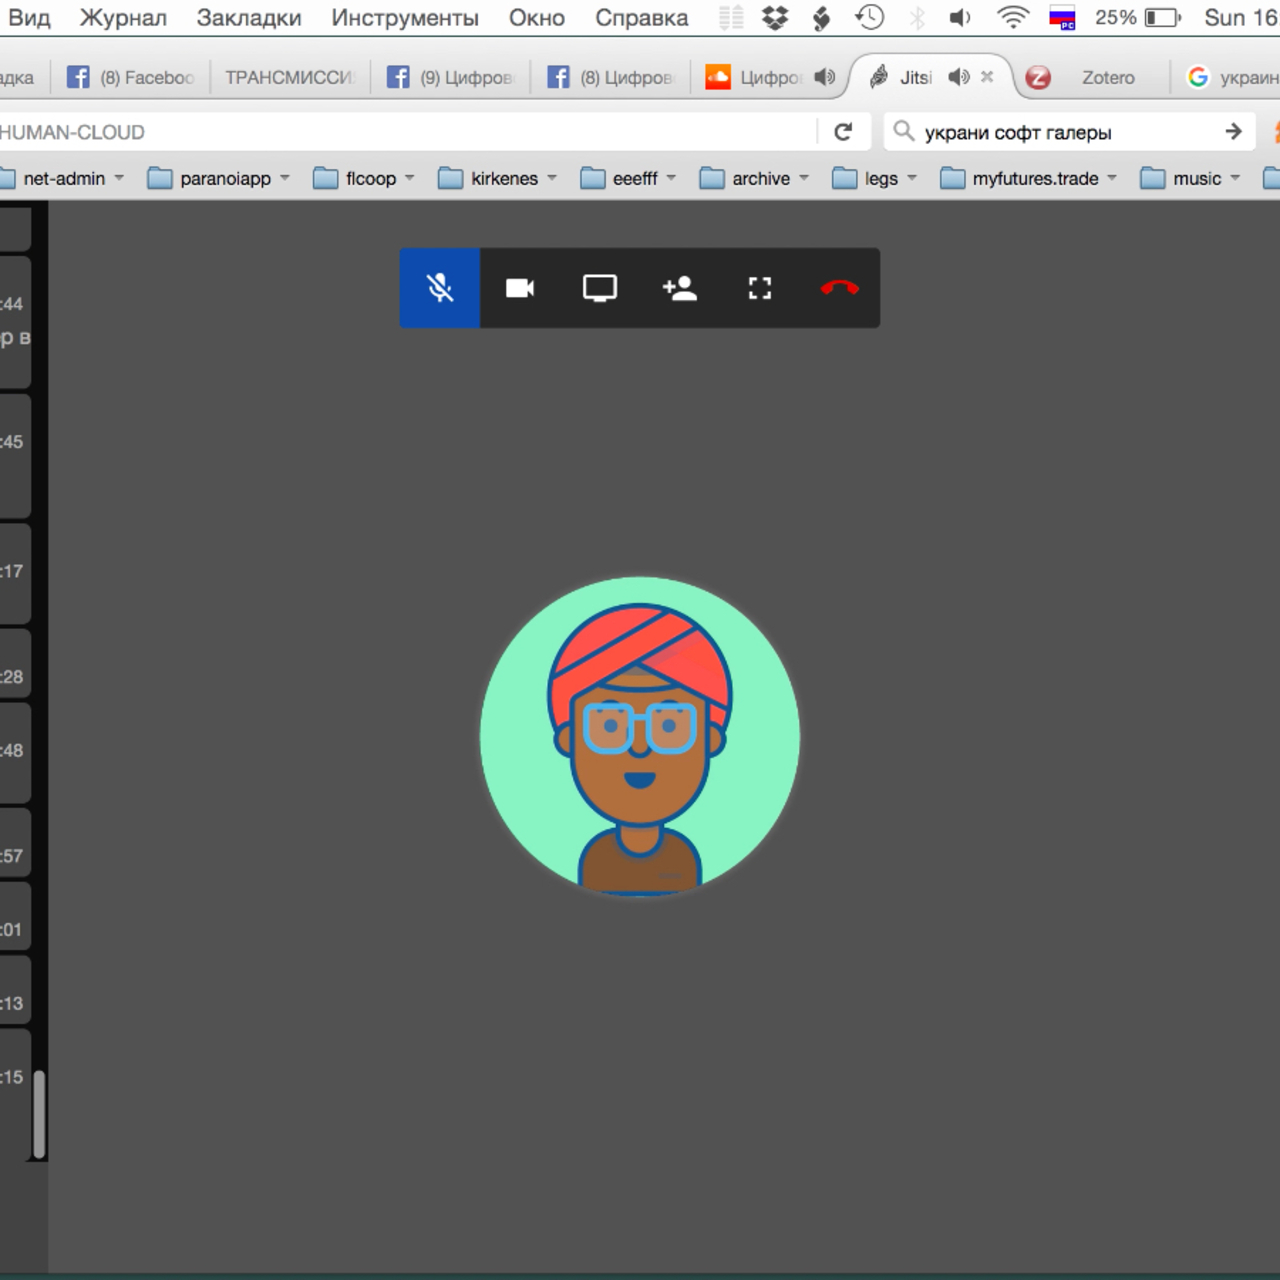 Вид Журнал Закладки Инструменты Окно Справка РС 25% Sun 16
адка (8) Faceboo ТРАНСМИССИ (9) Цифров (8) Цифров Цифро Jitsi Z Zotero G украин
HUMAN-CLOUD украни софт галеры
net-admin paranoiapp flcoop kirkenes eeefff archive legs myfutures.trade music
:44
ор в
:45
:17
:28
:48
:57
:01
:13
:15